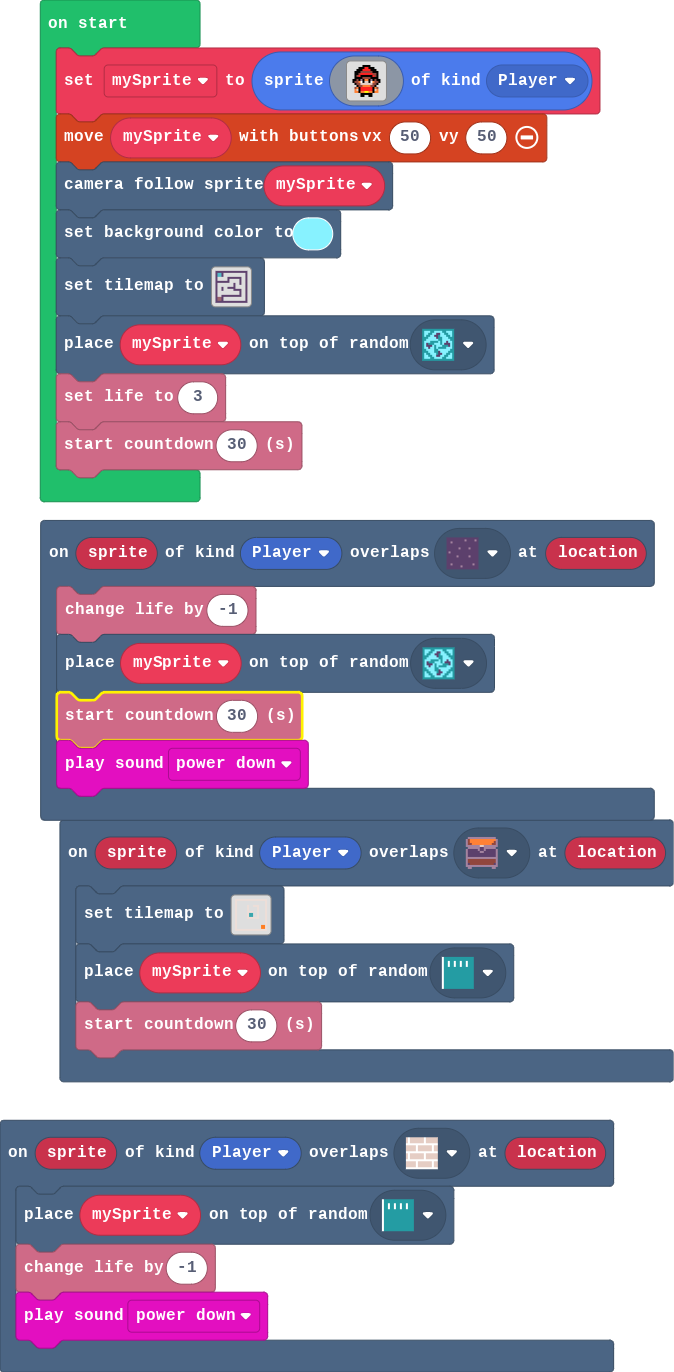 on start
set mySprite to sprite of kind Player
move mySprite with buttons vx 50 vy 50
camera follow sprite mySprite
set background color to
set tilemap to
place mySprite on top of random
set life to 3
start countdown 30 (s)
on sprite of kind Player overlaps at location
change life by -1
place mySprite on top of random
start countdown 30 (s)
play sound power down
on sprite of kind Player overlaps at location
set tilemap to
place mySprite on top of random
start countdown 30 (s)
on sprite of kind Player overlaps at location
place mySprite on top of random
change life by -1
play sound power down